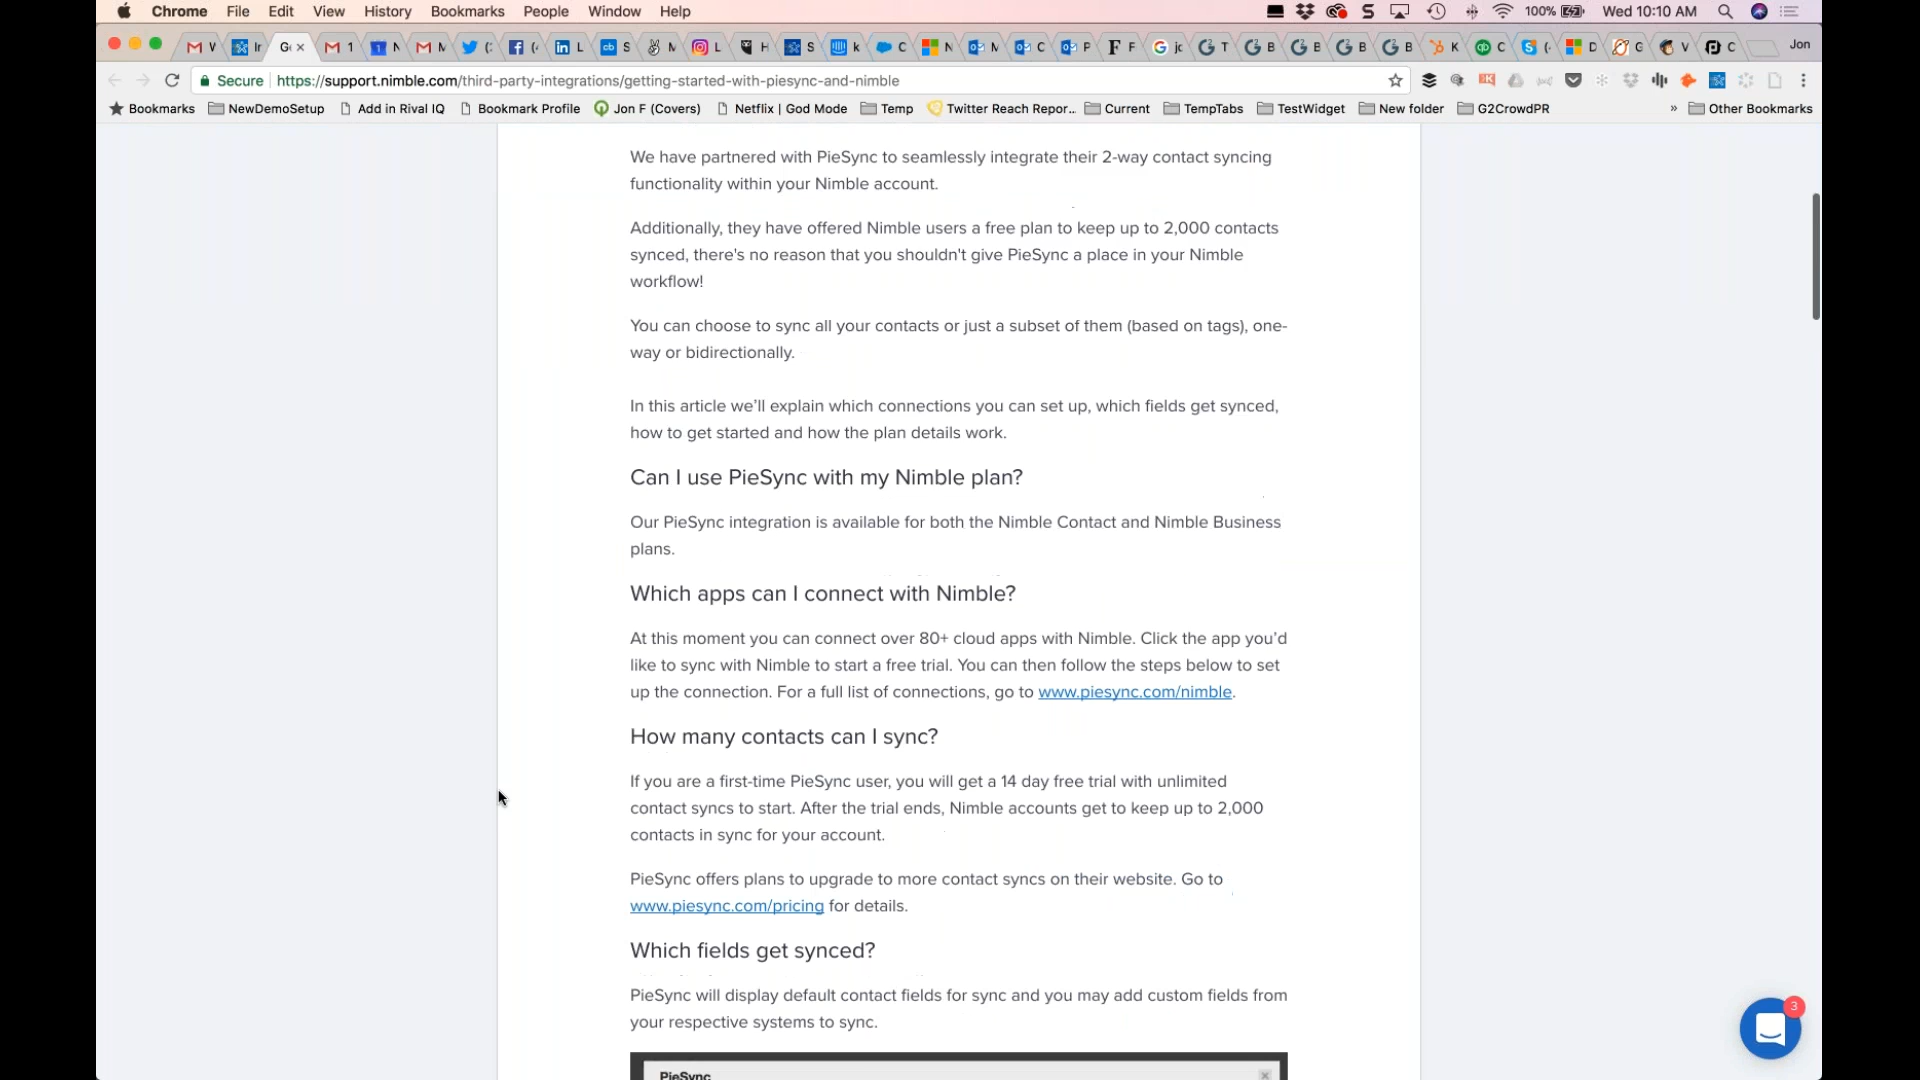 Chrome File Edit View History Bookmarks People Window Help 100% Wed 10:10 AM
Jon
Secure https://support.nimble.com/third-party-integrations/getting-started-with-piesync-and-nimble
Bookmarks NewDemoSetup Add in Rival IQ Bookmark Profile Jon F (Covers) Netflix | God Mode Temp Twitter Reach Repor... Current TempTabs TestWidget New folder G2CrowdPR » Other Bookmarks
We have partnered with PieSync to seamlessly integrate their 2-way contact syncing
functionality within your Nimble account.
Additionally, they have offered Nimble users a free plan to keep up to 2,000 contacts
synced, there's no reason that you shouldn't give PieSync a place in your Nimble
workflow!
You can choose to sync all your contacts or just a subset of them (based on tags), one-
way or bidirectionally.
In this article we’ll explain which connections you can set up, which fields get synced,
how to get started and how the plan details work.
Can I use PieSync with my Nimble plan?
Our PieSync integration is available for both the Nimble Contact and Nimble Business
plans.
Which apps can I connect with Nimble?
At this moment you can connect over 80+ cloud apps with Nimble. Click the app you’d
like to sync with Nimble to start a free trial. You can then follow the steps below to set
up the connection. For a full list of connections, go to www.piesync.com/nimble.
How many contacts can I sync?
If you are a first-time PieSync user, you will get a 14 day free trial with unlimited
contact syncs to start. After the trial ends, Nimble accounts get to keep up to 2,000
contacts in sync for your account.
PieSync offers plans to upgrade to more contact syncs on their website. Go to
www.piesync.com/pricing for details.
Which fields get synced?
PieSync will display default contact fields for sync and you may add custom fields from
your respective systems to sync.
PieSync
3